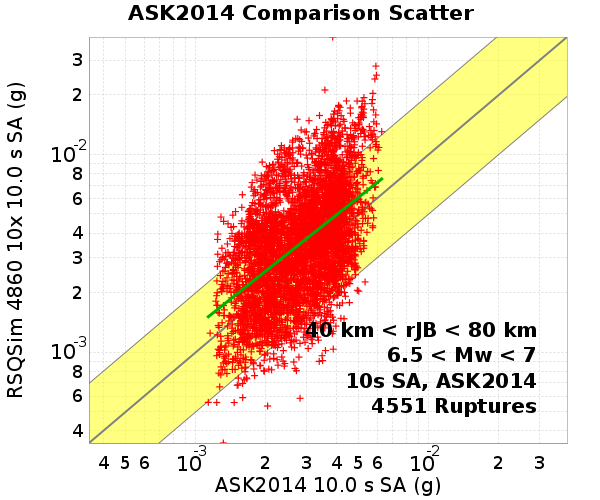 ASK2014 Comparison Scatter
RSQSim 4860 10x 10.0 s SA (g)
3
2
10-2
8
6
4
3
2
10-3
8
6
4
40 km < rJB < 80 km
6.5 < Mw < 7
10s SA, ASK2014
4551 Ruptures
4 5 6 10-3 2 3 4 5 6 10-2 2 3
ASK2014 10.0 s SA (g)